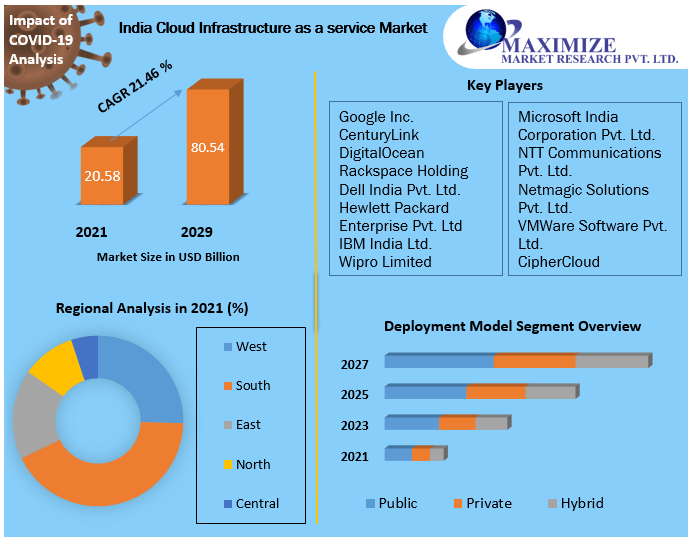 Impact of
COVID-19
Analysis
India Cloud Infrastructure as a service Market
MAXIMIZE
MARKET RESEARCH PVT. LTD.
CAGR 21.46 %
20.58
80.54
2021
2029
Market Size in USD Billion
Key Players
Google Inc.
CenturyLink
DigitalOcean
Rackspace Holding
Dell India Pvt. Ltd.
Hewlett Packard
Enterprise Pvt. Ltd
IBM India Ltd.
Wipro Limited
Microsoft India
Corporation Pvt. Ltd.
NTT Communications
Pvt. Ltd.
Netmagic Solutions
Pvt. Ltd.
VMWare Software Pvt.
Ltd.
CipherCloud
Regional Analysis in 2021 (%)
West
South
East
North
Central
Deployment Model Segment Overview
2027
2025
2023
2021
Public
Private
Hybrid